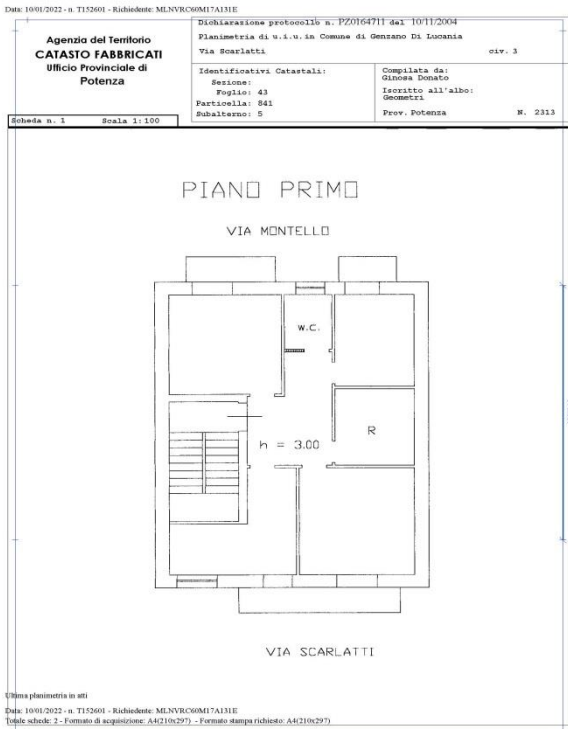 Data: 10/01/2022 - n. T152601 - Richiedente: MLNVRC60M17A131E
Agenzia del Territorio
CATASTO FABBRICATI
Ufficio Provinciale di
Potenza
Dichiarazione protocollo n. PZ0164711 del 10/11/2004
Planimetria di u.i.u. in Comune di Genzano Di Lucania
Via Scarlatti civ. 3
Identificativi Catastali:
Sezione:
Foglio: 43
Particella: 841
Subalterno: 5
Compilata da:
Ginosa Donato
Iscritto all'albo:
Geometri
Prov. Potenza N. 2313
Scheda n. 1 Scala 1:100
PIANO PRIMO
VIA MONTELLO
W.C.
R
h = 3.00
VIA SCARLATTI
Ultima planimetria in atti
Data: 10/01/2022 - n. T152601 - Richiedente: MLNVRC60M17A131E
Totale schede: 2 - Formato di acquisizione: A4(210x297) - Formato stampa richiesto: A4(210x297)